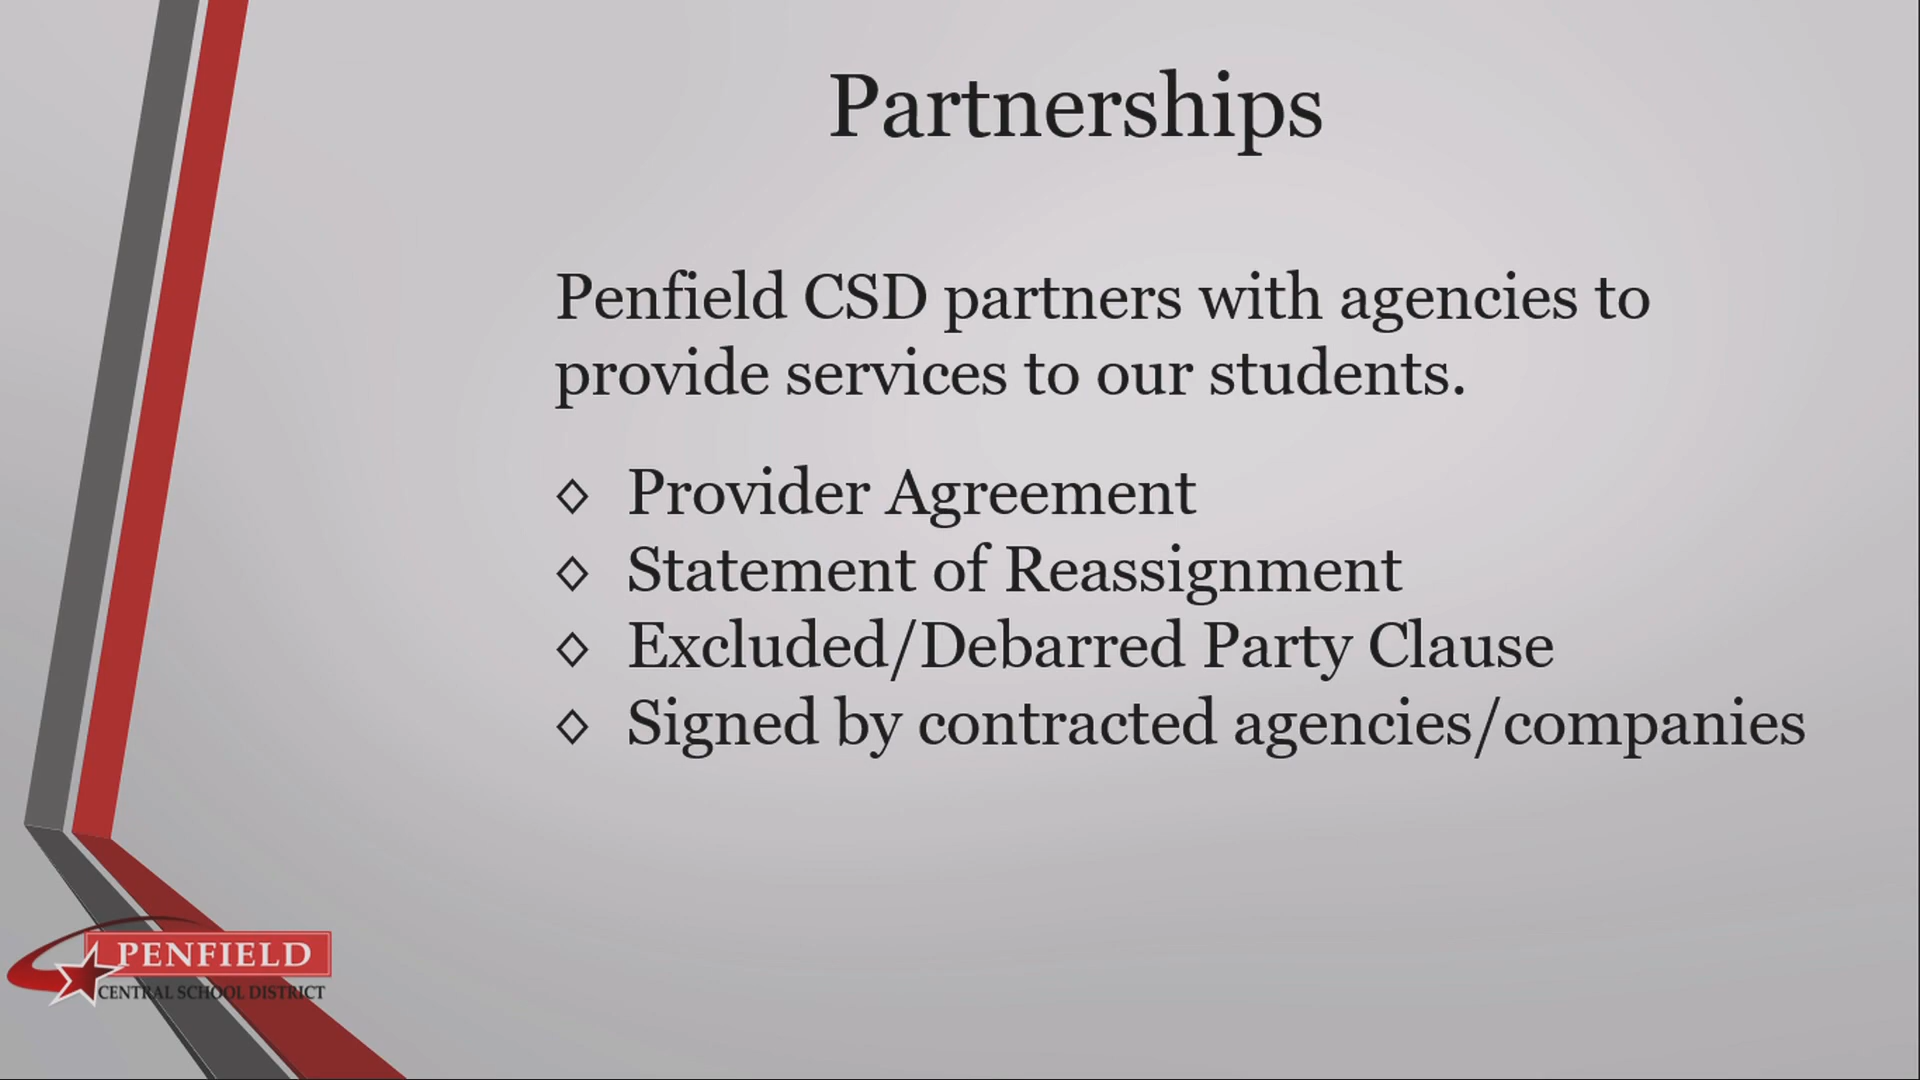 Partnerships
Penfield CSD partners with agencies to
provide services to our students.
◇ Provider Agreement
◇ Statement of Reassignment
◇ Excluded/Debarred Party Clause
◇ Signed by contracted agencies/companies
PENFIELD
CENTRAL SCHOOL DISTRICT